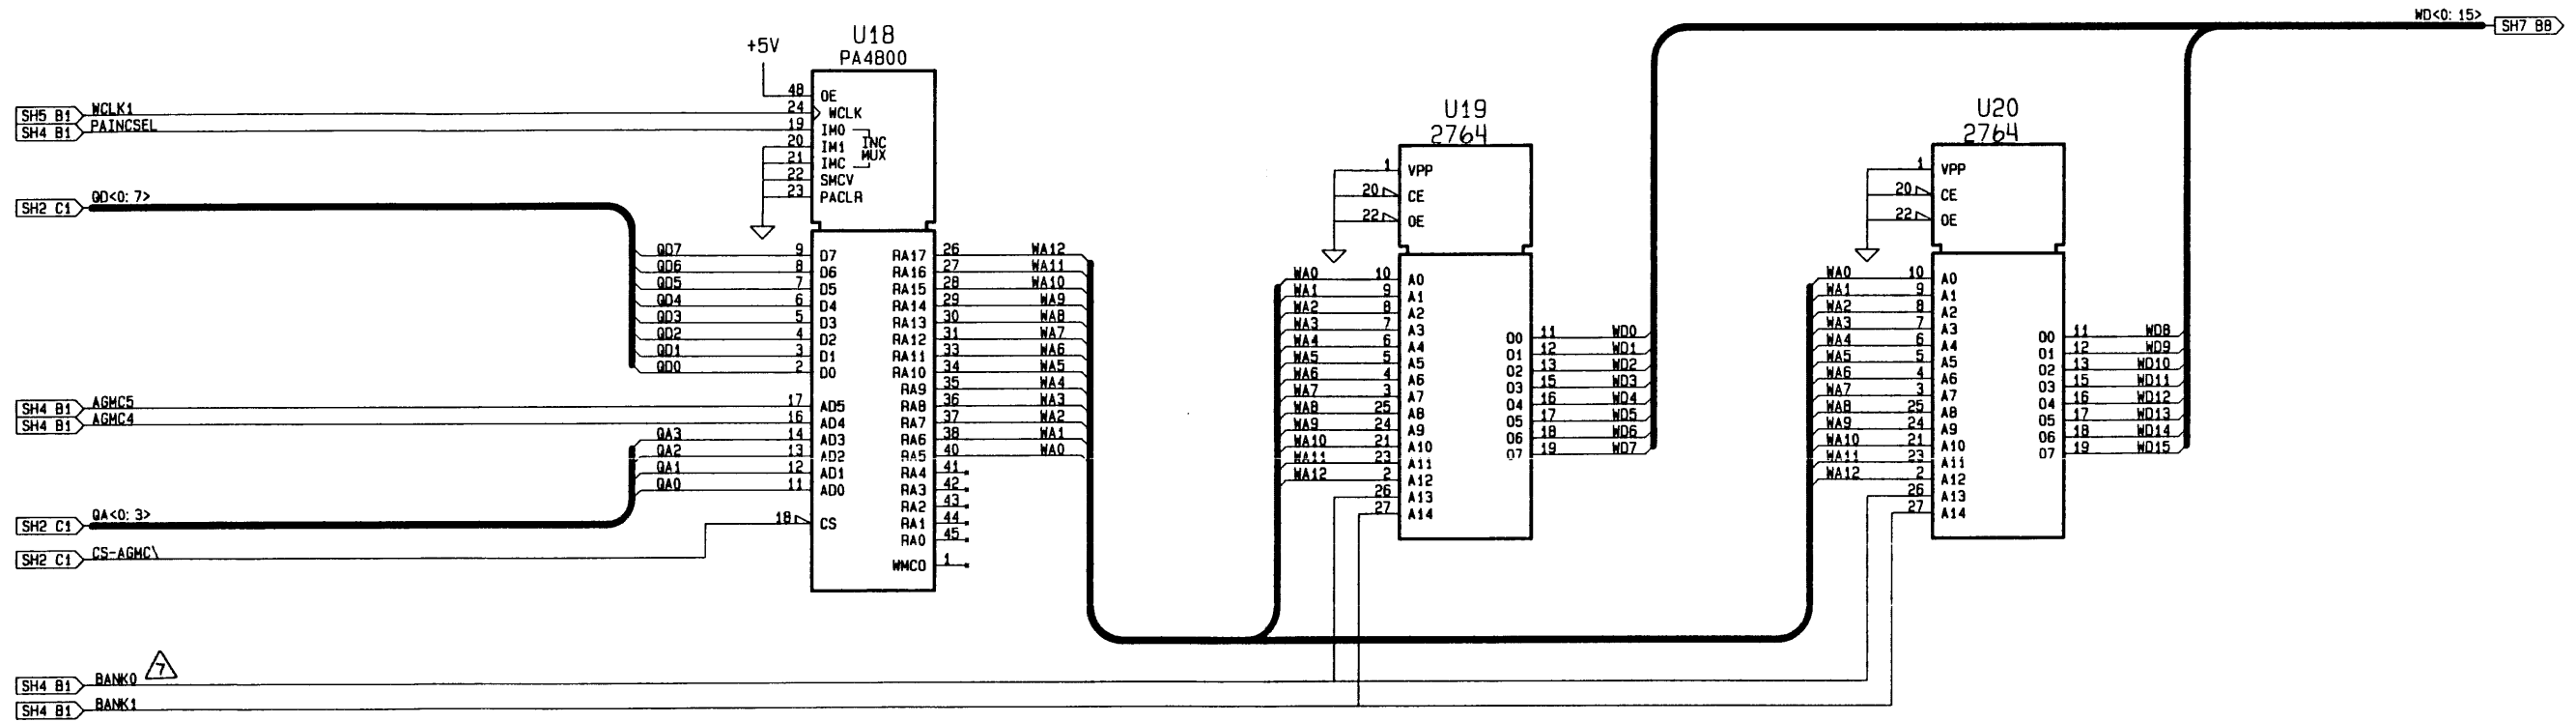 WD<0:15>
SH7 B8
U18
PA4800
+5V
48 OE
SH5 B1 WCLK1 24 WCLK
SH4 B1 PAINCSEL 19 IM0
20 IM1
INC
MUX
21 IMC
22 SMCV
23 PACLR
SH2 C1 QD<0:7>
QD7 9 D7
QD6 8 D6
QD5 7 D5
QD4 6 D4
QD3 5 D3
QD2 4 D2
QD1 3 D1
QD0 2 D0
SH4 B1 AGMC5 17 AD5
SH4 B1 AGMC4 16 AD4
QA3 14 AD3
QA2 13 AD2
QA1 12 AD1
QA0 11 AD0
SH2 C1 QA<0:3>
18 CS
SH2 C1 CS-AGMC\
RA17 26 WA12
RA16 27 WA11
RA15 28 WA10
RA14 29 WA9
RA13 30 WA8
RA12 31 WA7
RA11 33 WA6
RA10 34 WA5
RA9 35 WA4
RA8 36 WA3
RA7 37 WA2
RA6 38 WA1
RA5 40 WA0
RA4 41
RA3 42
RA2 43
RA1 44
RA0 45
WMCO 1
U19
2764
1 VPP
20 CE
22 OE
WA0 10 A0
WA1 9 A1
WA2 8 A2
WA3 7 A3
WA4 6 A4
WA5 5 A5
WA6 4 A6
WA7 3 A7
WA8 25 A8
WA9 24 A9
WA10 21 A10
WA11 23 A11
WA12 2 A12
26 A13
27 A14
O0 11 WD0
O1 12 WD1
O2 13 WD2
O3 15 WD3
O4 16 WD4
O5 17 WD5
O6 18 WD6
O7 19 WD7
U20
2764
1 VPP
20 CE
22 OE
WA0 10 A0
WA1 9 A1
WA2 8 A2
WA3 7 A3
WA4 6 A4
WA5 5 A5
WA6 4 A6
WA7 3 A7
WA8 25 A8
WA9 24 A9
WA10 21 A10
WA11 23 A11
WA12 2 A12
26 A13
27 A14
O0 11 WD8
O1 12 WD9
O2 13 WD10
O3 15 WD11
O4 16 WD12
O5 17 WD13
O6 18 WD14
O7 19 WD15
SH4 B1 BANK0 7
SH4 B1 BANK1